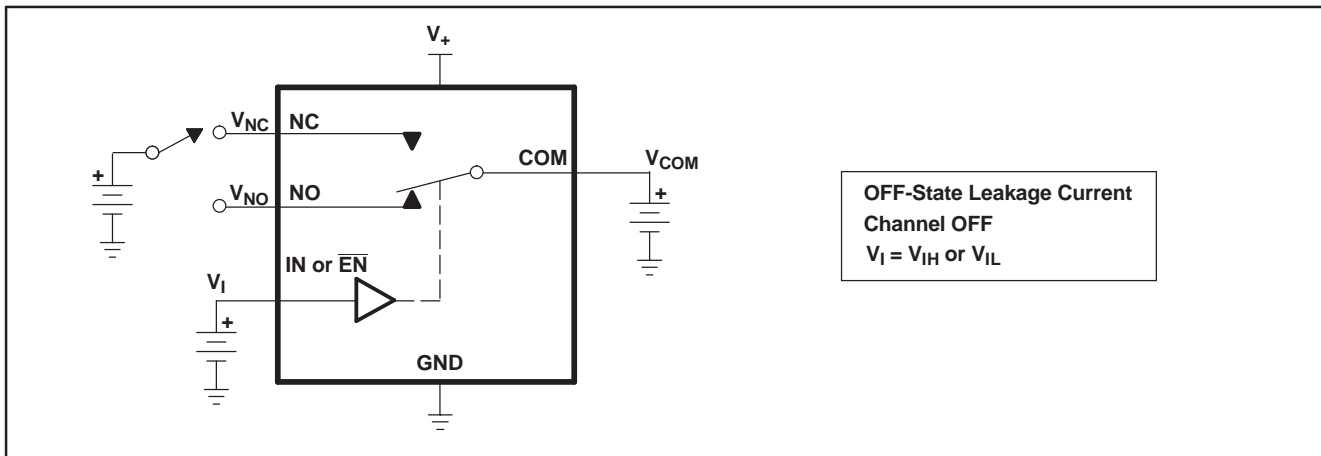 V+
VNC NC
COM VCOM
+
+
VNO NO
IN or E̅N̅
VI
+
GND
OFF-State Leakage Current
Channel OFF
VI = VIH or VIL